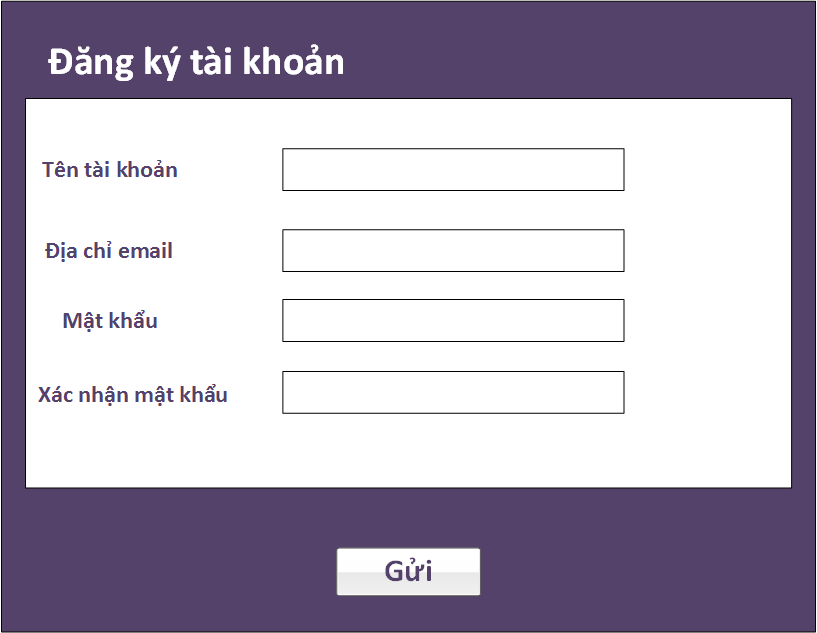 Đăng ký tài khoản
Tên tài khoản
Địa chỉ email
Mật khẩu
Xác nhận mật khẩu
Gửi